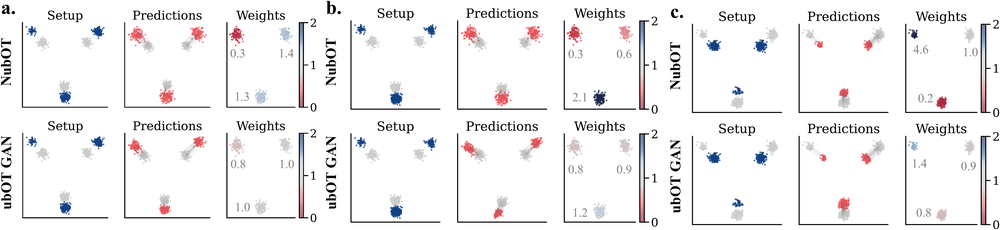 a.
NubOT
Setup
Predictions
Weights
0.3
1.4
1.3
2
1
0
ubOT GAN
Setup
Predictions
Weights
0.8
1.0
1.0
2
1
0
b.
NubOT
Setup
Predictions
Weights
0.3
0.6
2.1
2
1
0
ubOT GAN
Setup
Predictions
Weights
0.8
0.9
1.2
2
1
0
c.
NubOT
Setup
Predictions
Weights
4.6
1.0
0.2
2
1
0
ubOT GAN
Setup
Predictions
Weights
1.4
0.9
0.8
2
1
0